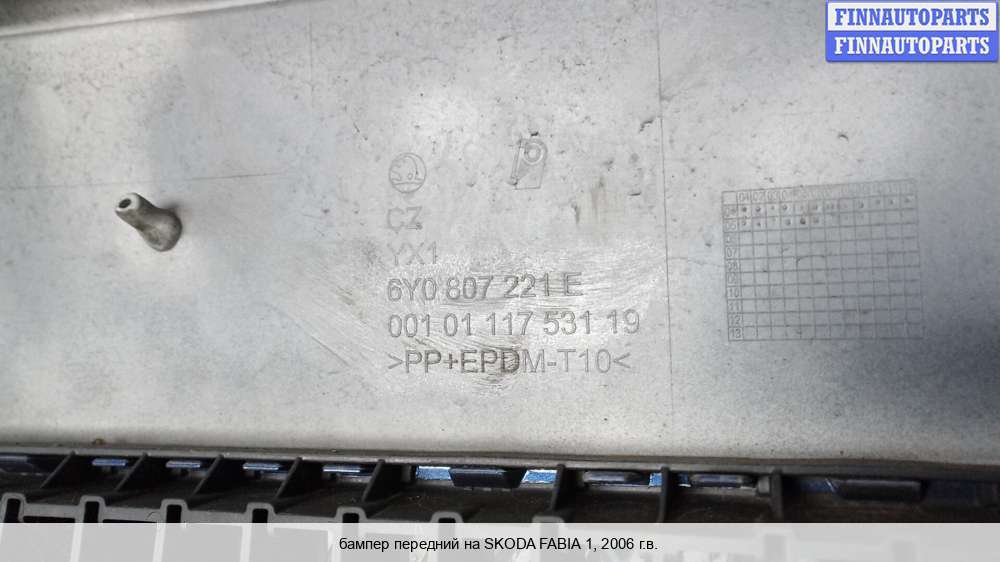 FINNAUTOPARTS
FINNAUTOPARTS
CZ
YX1
6Y0 807 221 E
001 01 117 531 19
>PP+EPDM-T10<
бампер передний на SKODA FABIA 1, 2006 г.в.